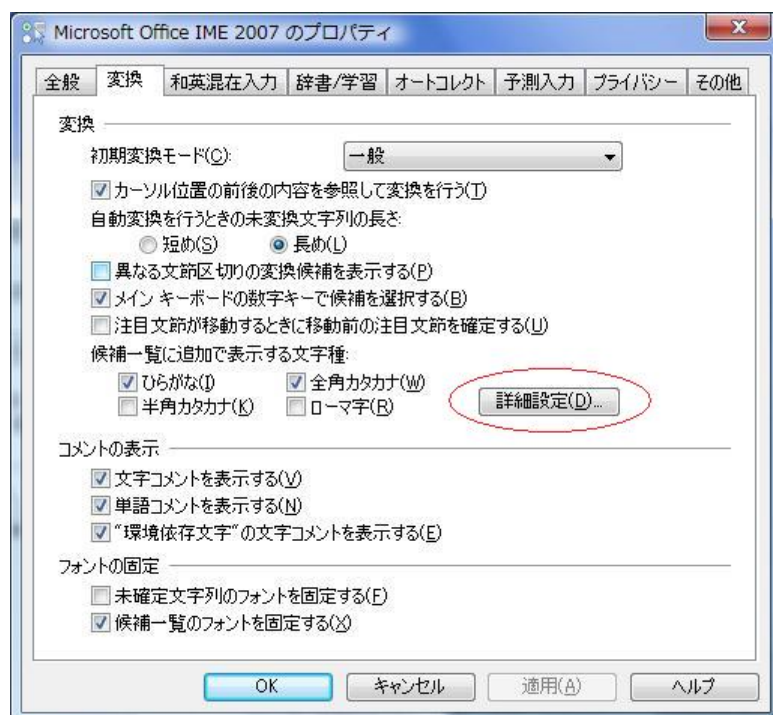 Microsoft Office IME 2007 のプロパティ
全般 変換 和英混在入力 辞書/学習 オートコレクト 予測入力 プライバシー その他
変換
初期変換モード(C): 一般
カーソル位置の前後の内容を参照して変換を行う(T)
自動変換を行うときの未変換文字列の長さ:
短め(S) 長め(L)
異なる文節区切りの変換候補を表示する(P)
メイン キーボードの数字キーで候補を選択する(B)
注目文節が移動するときに移動前の注目文節を確定する(U)
候補一覧に追加で表示する文字種:
ひらがな(I) 全角カタカナ(W)
半角カタカナ(K) ローマ字(R) 詳細設定(D)...
コメントの表示
文字コメントを表示する(V)
単語コメントを表示する(N)
"環境依存文字"の文字コメントを表示する(E)
フォントの固定
未確定文字列のフォントを固定する(F)
候補一覧のフォントを固定する(X)
OK キャンセル 適用(A) ヘルプ